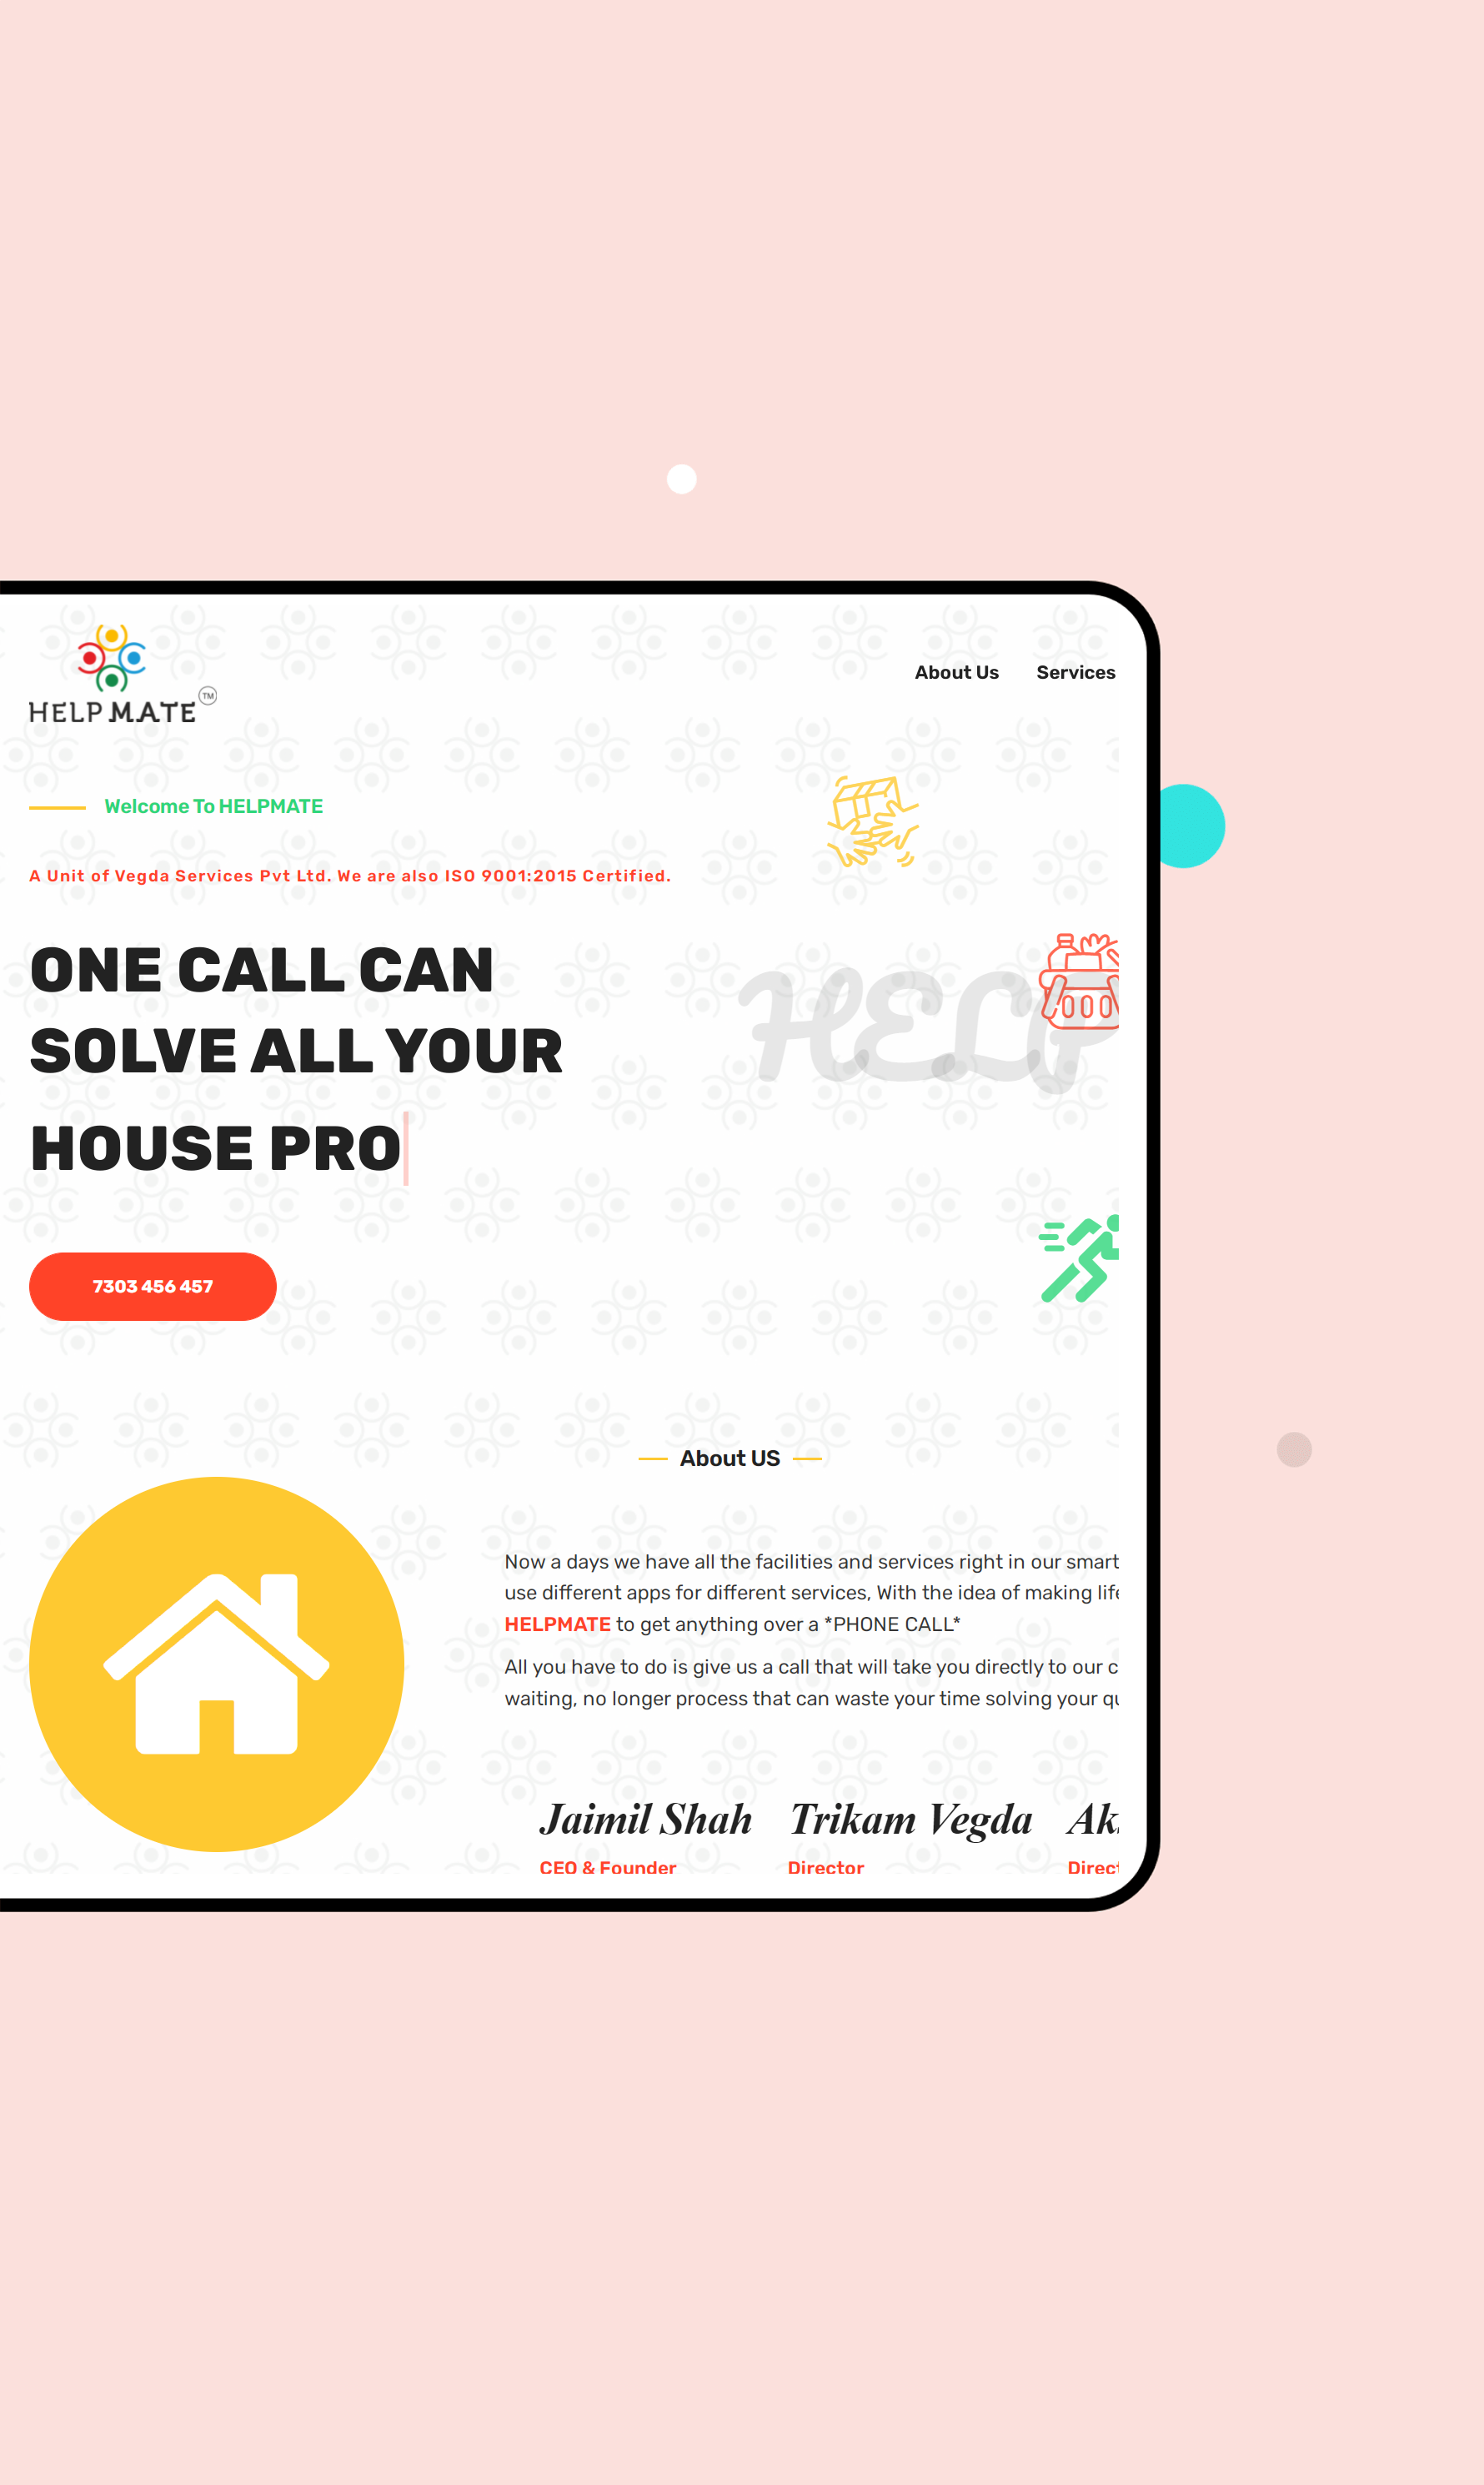 HELP MATE TM
About Us Services
Welcome To HELPMATE
A Unit of Vegda Services Pvt Ltd. We are also ISO 9001:2015 Certified.
ONE CALL CAN
SOLVE ALL YOUR
HOUSE PRO
HELP
7303 456 457
About US
Now a days we have all the facilities and services right in our smart
use different apps for different services, With the idea of making life
HELPMATE to get anything over a *PHONE CALL*
All you have to do is give us a call that will take you directly to our c
waiting, no longer process that can waste your time solving your qu
Jaimil Shah Trikam Vegda Ak
CEO & Founder Director Direct